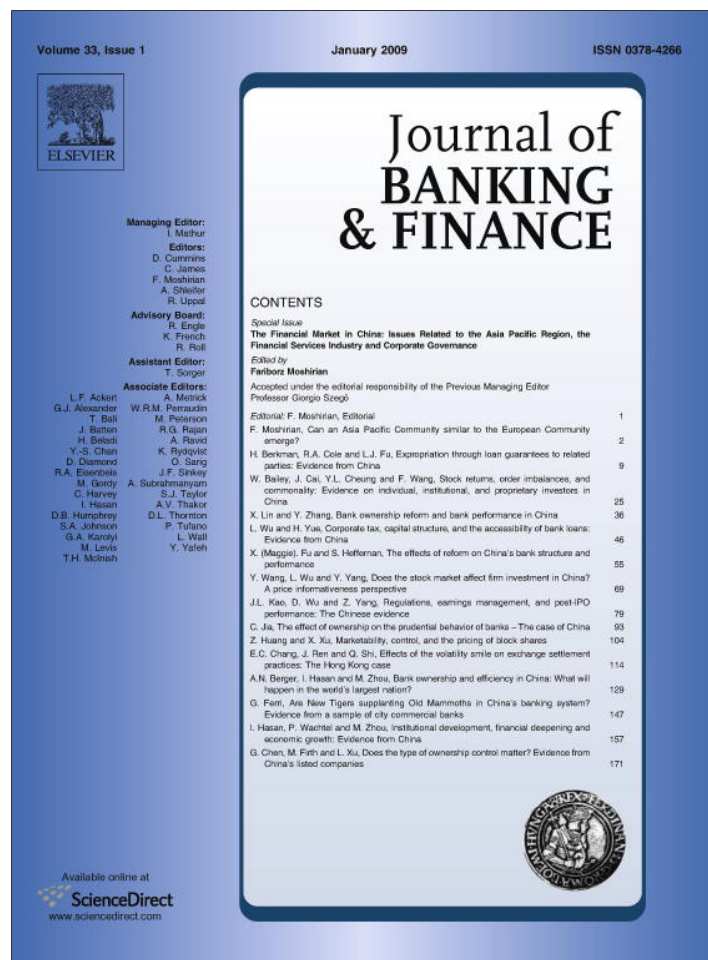 Volume 33, Issue 1
January 2009
ISSN 0378-4266
ELSEVIER
Journal of
BANKING
& FINANCE
Managing Editor:
I. Mathur
Editors:
D. Cummins
C. James
F. Moshirian
A. Shleifer
R. Uppal
Advisory Board:
R. Engle
K. French
R. Roll
Assistant Editor:
T. Sorger
Associate Editors:
L.F. Ackert
G.J. Alexander
T. Bali
J. Batten
H. Beladi
Y.-S. Chan
D. Diamond
R.A. Eisenbeis
M. Gordy
C. Harvey
I. Hasan
D.B. Humphrey
S.A. Johnson
G.A. Karolyi
M. Levis
T.H. McInish
A. Metrick
W.R.M. Perraudin
M. Peterson
R.G. Rajan
A. Ravid
K. Rydqvist
O. Sarig
J.F. Sinkey
A. Subrahmanyam
S.J. Taylor
A.V. Thakor
D.L. Thornton
P. Tufano
L. Wall
Y. Yafeh
CONTENTS
Special Issue
The Financial Market in China: Issues Related to the Asia Pacific Region, the
Financial Services Industry and Corporate Governance
Edited by
Fariborz Moshirian
Accepted under the editorial responsibility of the Previous Managing Editor
Professor Giorgio Szegö
Editorial: F. Moshirian, Editorial 1
F. Moshirian, Can an Asia Pacific Community similar to the European Community
emerge? 2
H. Berkman, R.A. Cole and L.J. Fu, Expropriation through loan guarantees to related
parties: Evidence from China 9
W. Bailey, J. Cai, Y.L. Cheung and F. Wang, Stock returns, order imbalances, and
commonality: Evidence on individual, institutional, and proprietary investors in
China 25
X. Lin and Y. Zhang, Bank ownership reform and bank performance in China 36
L. Wu and H. Yue, Corporate tax, capital structure, and the accessibility of bank loans:
Evidence from China 46
X. (Maggie). Fu and S. Heffernan, The effects of reform on China's bank structure and
performance 55
Y. Wang, L. Wu and Y. Yang, Does the stock market affect firm investment in China?
A price informativeness perspective 69
J.L. Kao, D. Wu and Z. Yang, Regulations, earnings management, and post-IPO
performance: The Chinese evidence 79
C. Jia, The effect of ownership on the prudential behavior of banks – The case of China 93
Z. Huang and X. Xu, Marketability, control, and the pricing of block shares 104
E.C. Chang, J. Ren and Q. Shi, Effects of the volatility smile on exchange settlement
practices: The Hong Kong case 114
A.N. Berger, I. Hasan and M. Zhou, Bank ownership and efficiency in China: What will
happen in the world's largest nation? 129
G. Ferri, Are New Tigers supplanting Old Mammoths in China's banking system?
Evidence from a sample of city commercial banks 147
I. Hasan, P. Wachtel and M. Zhou, Institutional development, financial deepening and
economic growth: Evidence from China 157
G. Chen, M. Firth and L. Xu, Does the type of ownership control matter? Evidence from
China's listed companies 171
Available online at
ScienceDirect
www.sciencedirect.com